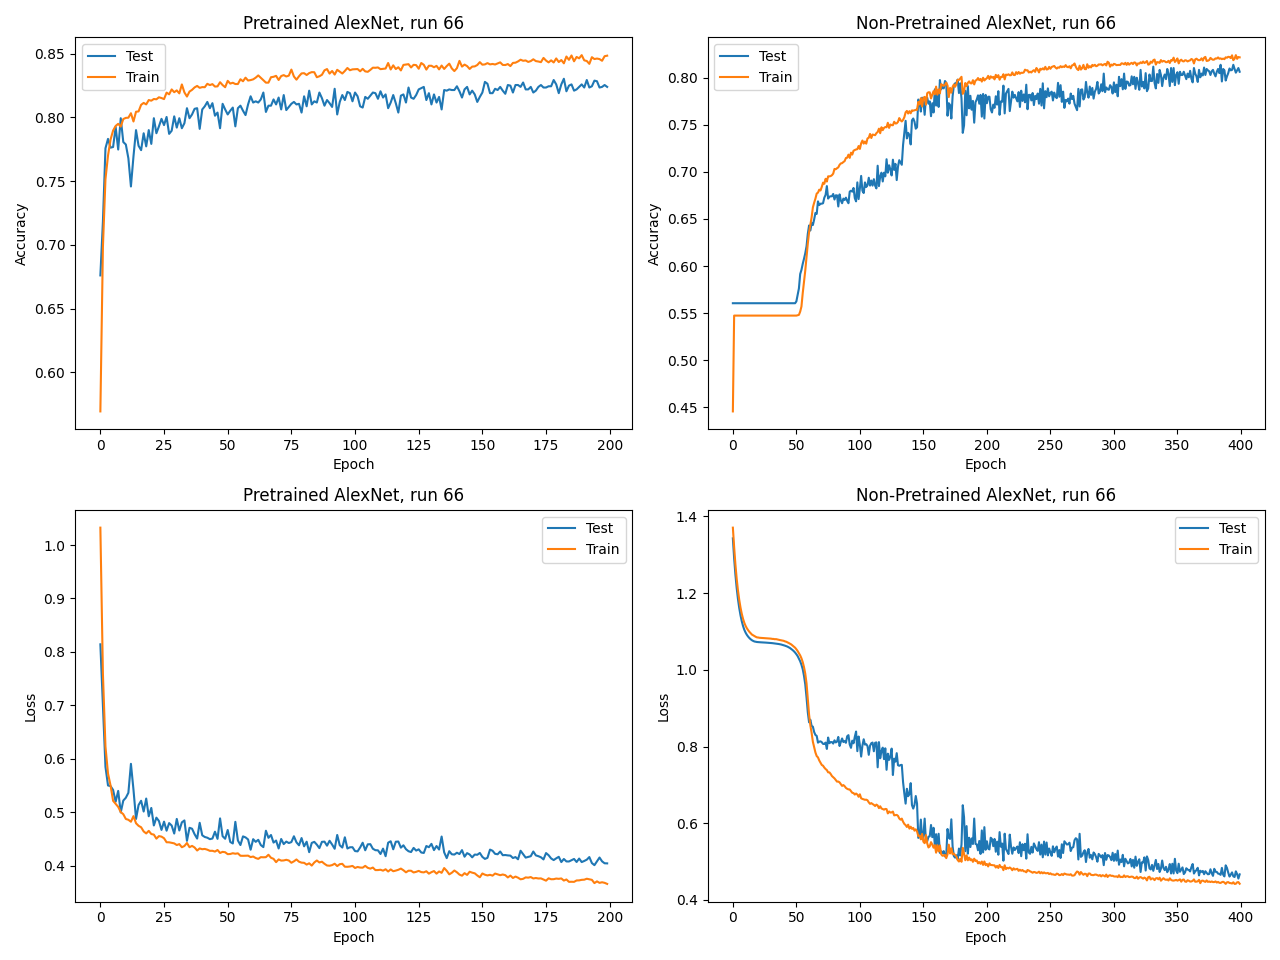 Pretrained AlexNet, run 66
Test
Train
Accuracy
0.85
0.80
0.75
0.70
0.65
0.60
0 25 50 75 100 125 150 175 200
Epoch
Non-Pretrained AlexNet, run 66
Test
Train
Accuracy
0.80
0.75
0.70
0.65
0.60
0.55
0.50
0.45
0 50 100 150 200 250 300 350 400
Epoch
Pretrained AlexNet, run 66
Test
Train
Loss
1.0
0.9
0.8
0.7
0.6
0.5
0.4
0 25 50 75 100 125 150 175 200
Epoch
Non-Pretrained AlexNet, run 66
Test
Train
Loss
1.4
1.2
1.0
0.8
0.6
0.4
0 50 100 150 200 250 300 350 400
Epoch